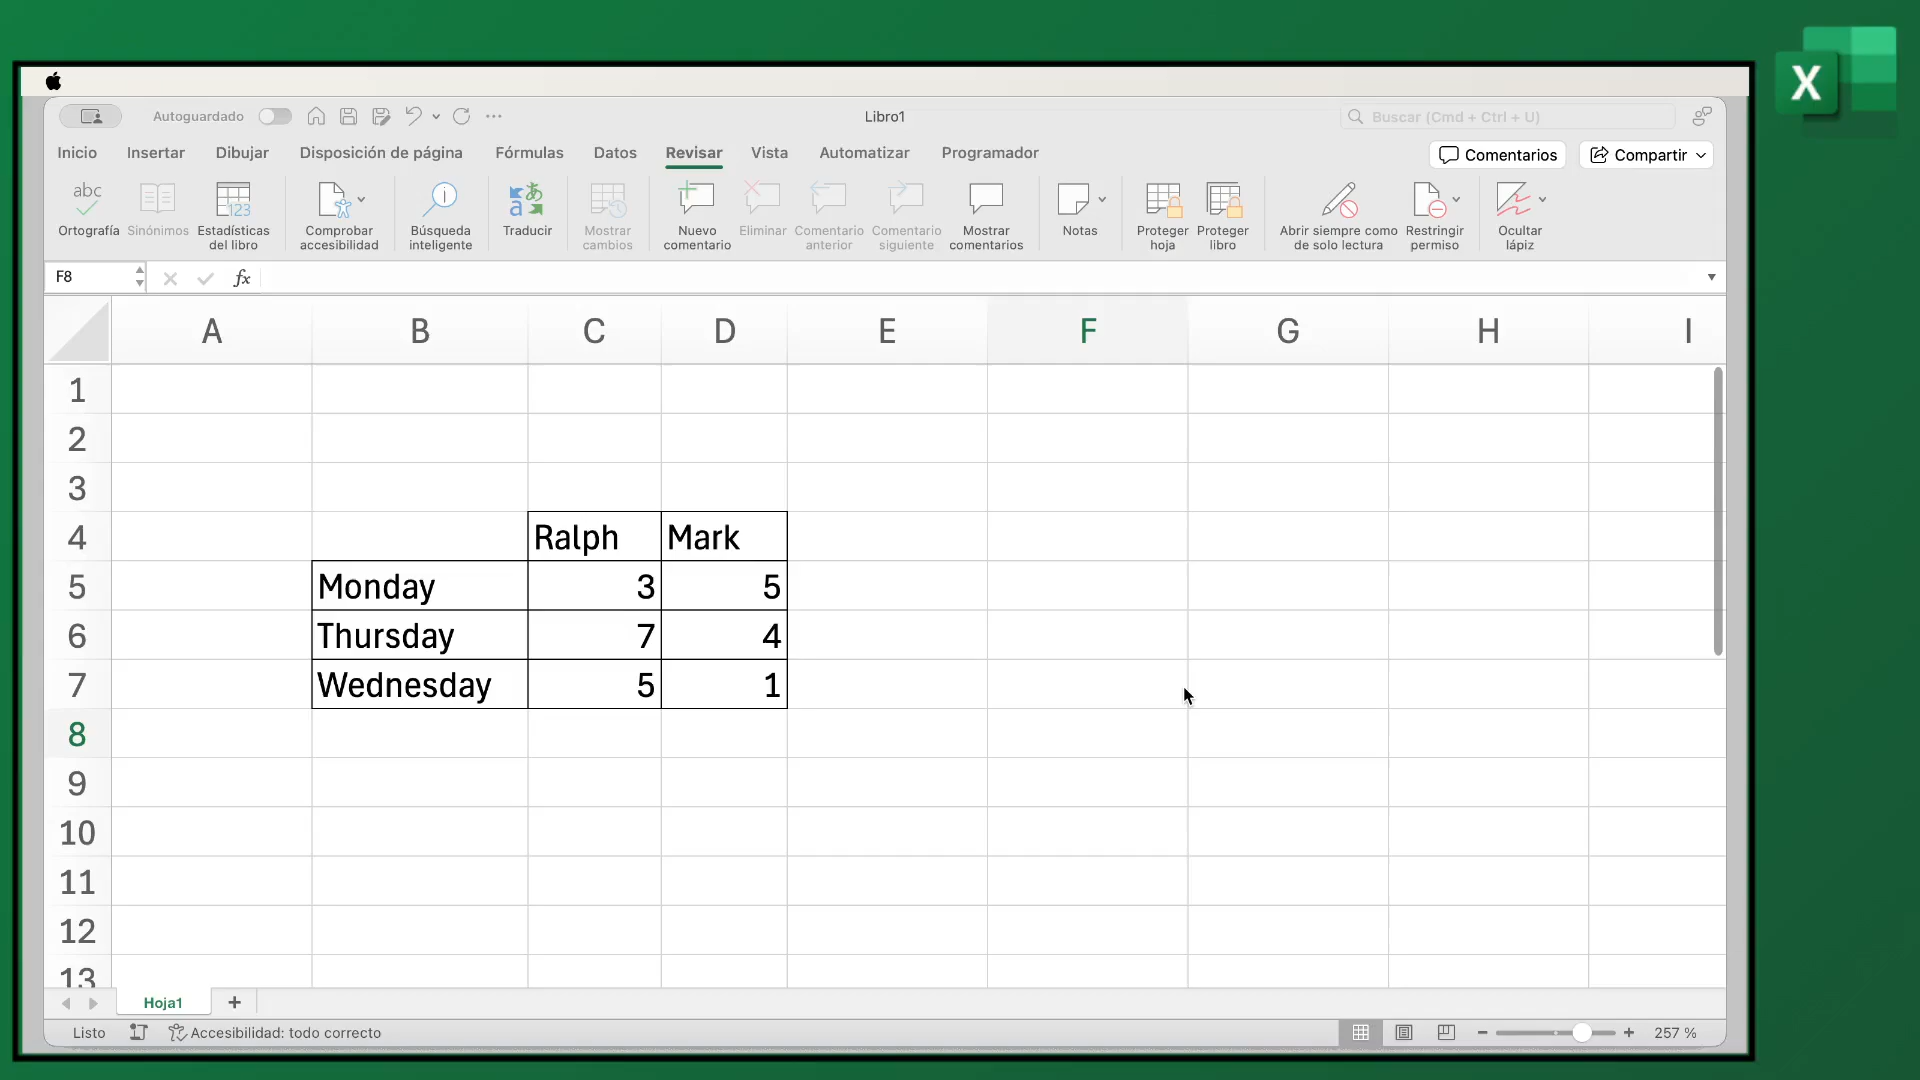 X
Autoguardado
Libro1
Buscar (Cmd + Ctrl + U)
Inicio Insertar Dibujar Disposición de página Fórmulas Datos Revisar Vista Automatizar Programador
Comentarios Compartir
abc
123
a あ
Ortografía Sinónimos Estadísticas del libro Comprobar accesibilidad Búsqueda inteligente Traducir Mostrar cambios Nuevo comentario Eliminar Comentario anterior Comentario siguiente Mostrar comentarios Notas Proteger hoja Proteger libro Abrir siempre como de solo lectura Restringir permiso Ocultar lápiz
F8 fx
A B C D E F G H I
1
2
3
4 Ralph Mark
5 Monday 3 5
6 Thursday 7 4
7 Wednesday 5 1
8
9
10
11
12
13
Hoja1 +
Listo Accesibilidad: todo correcto 257 %